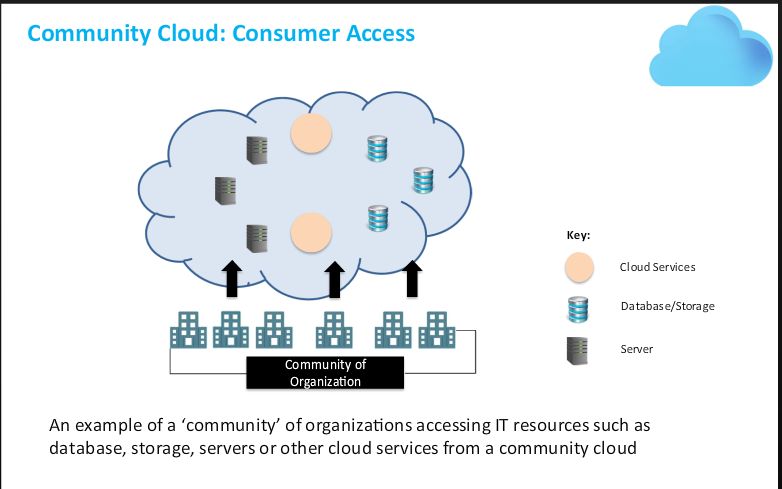 Community Cloud: Consumer Access
Key:
Cloud Services
Database/Storage
Server
Community of
Organization
An example of a ‘community’ of organizations accessing IT resources such as
database, storage, servers or other cloud services from a community cloud